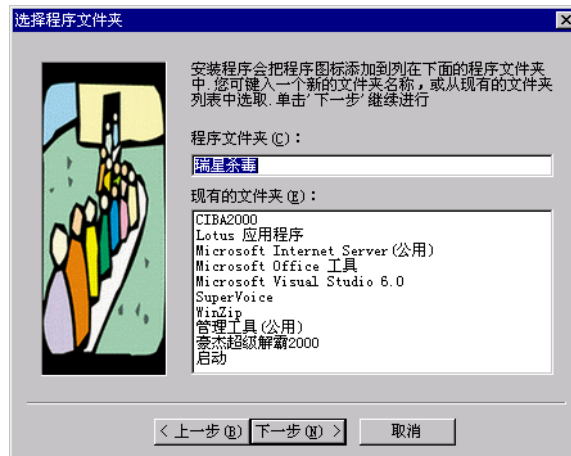 选择程序文件夹
安装程序会把程序图标添加到列在下面的程序文件夹
中.您可键入一个新的文件夹名称，或从现有的文件夹
列表中选取.单击'下一步'继续进行
程序文件夹(C)：
瑞星杀毒
现有的文件夹(E)：
CIBA2000
Lotus 应用程序
Microsoft Internet Server(公用)
Microsoft Office 工具
Microsoft Visual Studio 6.0
SuperVoice
WinZip
管理工具(公用)
豪杰超级解霸2000
启动
< 上一步(B) 下一步(N) > 取消